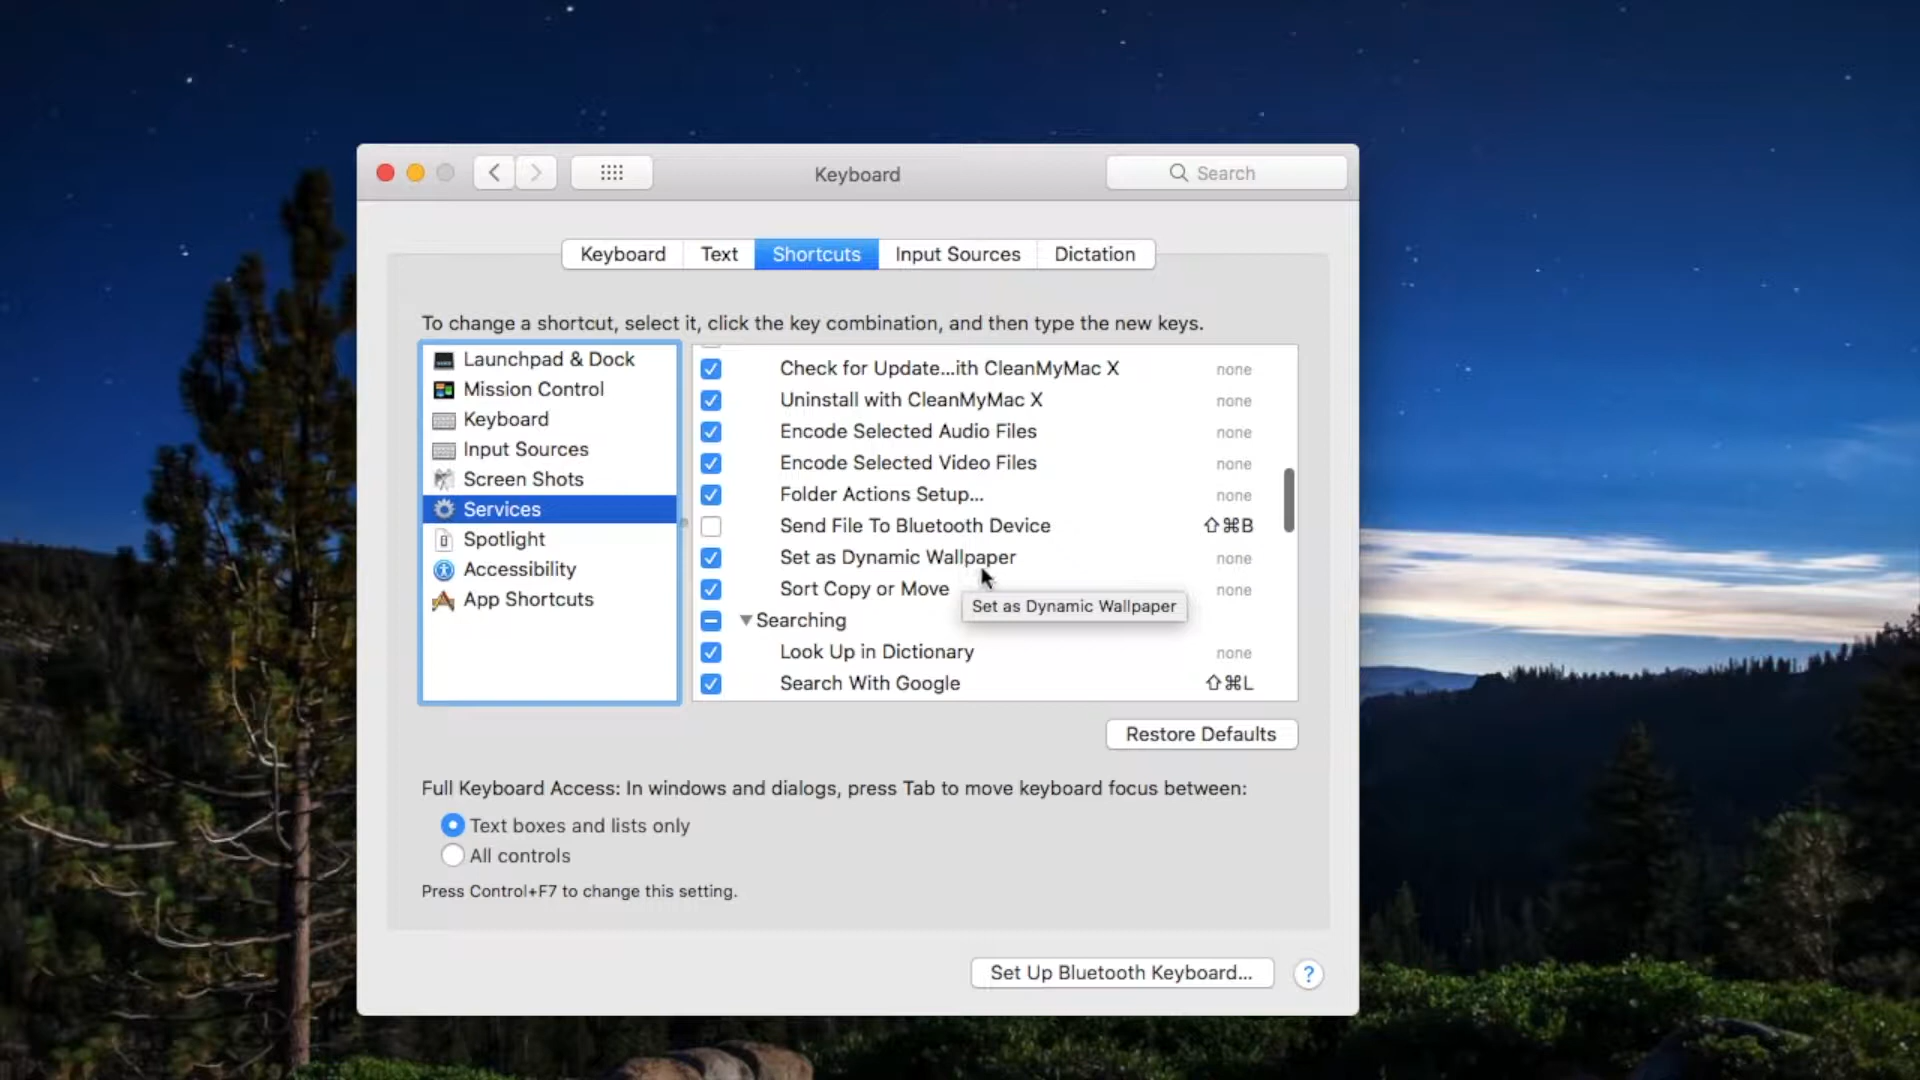 Keyboard
Search
Keyboard
Text
Shortcuts
Input Sources
Dictation
To change a shortcut, select it, click the key combination, and then type the new keys.
Launchpad & Dock
Mission Control
Keyboard
Input Sources
Screen Shots
Services
Spotlight
Accessibility
App Shortcuts
Check for Update...ith CleanMyMac X none
Uninstall with CleanMyMac X none
Encode Selected Audio Files none
Encode Selected Video Files none
Folder Actions Setup... none
Send File To Bluetooth Device ⇧⌘B
Set as Dynamic Wallpaper none
Sort Copy or Move none
Set as Dynamic Wallpaper
Searching
Look Up in Dictionary none
Search With Google ⇧⌘L
Restore Defaults
Full Keyboard Access: In windows and dialogs, press Tab to move keyboard focus between:
Text boxes and lists only
All controls
Press Control+F7 to change this setting.
Set Up Bluetooth Keyboard... ?